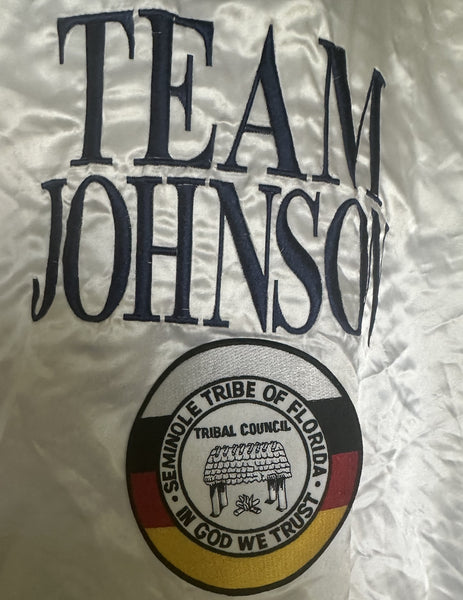 TEAM
JOHNSON
SEMINOLE TRIBE OF FLORIDA
TRIBAL COUNCIL
• IN GOD WE TRUST •